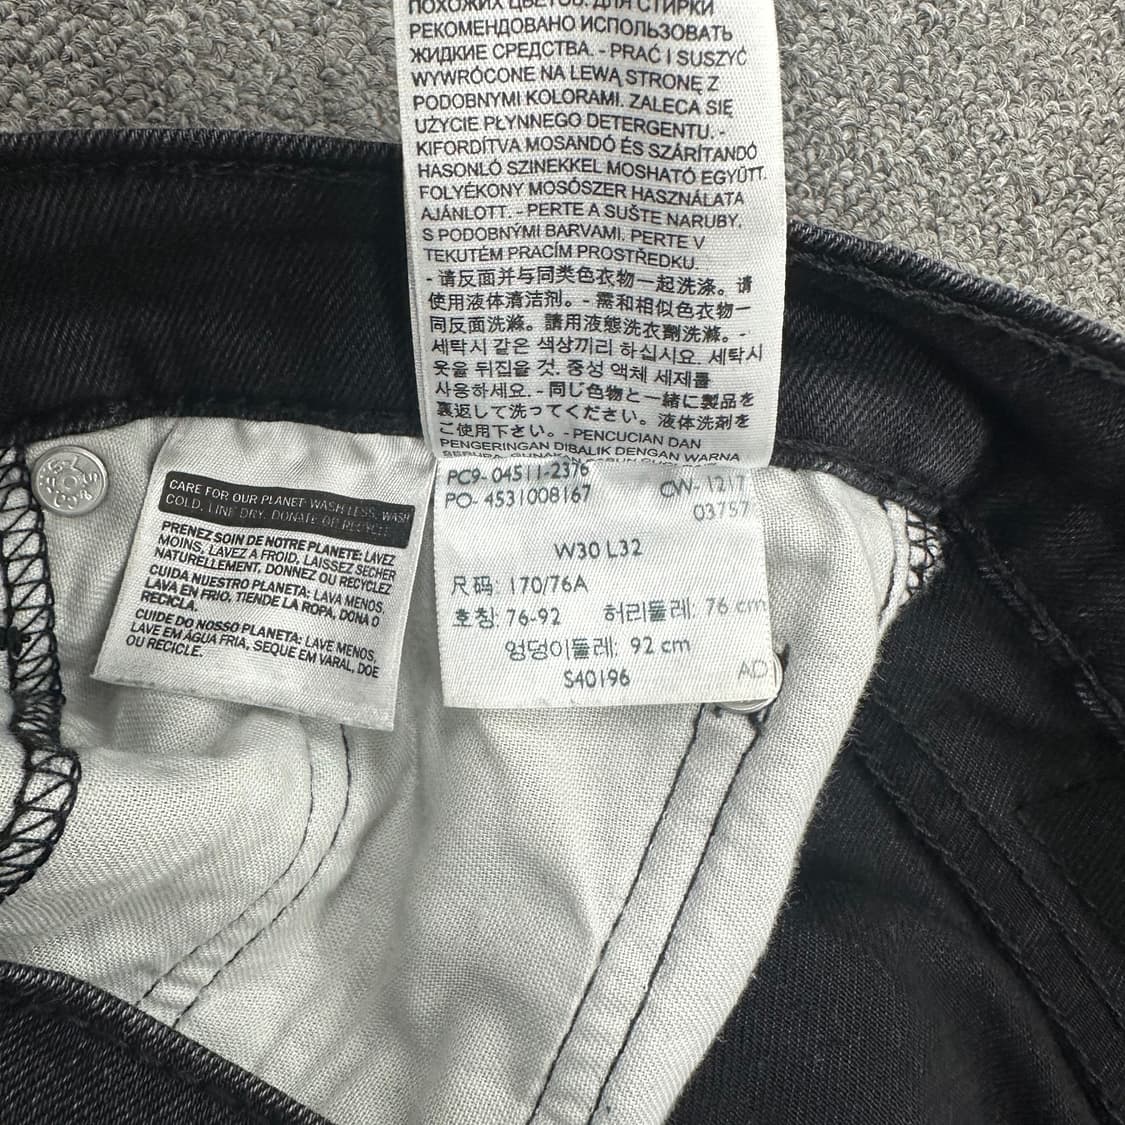 ПОХОЖИХ ЦВЕТОВ. ДЛЯ СТИРКИ
РЕКОМЕНДОВАНО ИСПОЛЬЗОВАТЬ
ЖИДКИЕ СРЕДСТВА. - PRAĆ I SUSZYĆ
WYWRÓCONE NA LEWĄ STRONĘ Z
PODOBNYMI KOLORAMI. ZALECA SIĘ
UŻYCIE PŁYNNEGO DETERGENTU. -
KIFORDÍTVA MOSANDÓ ÉS SZÁRÍTANDÓ
HASONLÓ SZINEKKEL MOSHATÓ EGYÜTT.
FOLYÉKONY MOSÓSZER HASZNÁLATA
AJÁNLOTT. - PERTE A SUŠTE NARUBY,
S PODOBNÝMI BARVAMI. PERTE V
TEKUTÉM PRACÍM PROSTŘEDKU.
- 请反面并与同类色衣物一起洗涤。请
使用液体清洁剂。- 需和相似色衣物一
同反面洗滌。請用液態洗衣劑洗滌。-
세탁시 같은 색상끼리 하십시요. 세탁시
옷을 뒤집을 것. 중성 액체 세제를
사용하세요. - 同じ色物と一緒に製品を
裏返して洗ってください。液体洗剤を
ご使用下さい。- PENCUCIAN DAN
PENGERINGAN DIBALIK DENGAN WARNA
PC9- 04511-2376
PO- 4531008167
CW- 1217
03757
W30 L32
尺码: 170/76A
호칭: 76-92 허리둘레: 76 cm
엉덩이둘레: 92 cm
S40196
AD
CARE FOR OUR PLANET: WASH LESS, WASH
COLD, LINE DRY, DONATE OR RECYCLE.
PRENEZ SOIN DE NOTRE PLANETE: LAVEZ
MOINS, LAVEZ A FROID, LAISSEZ SECHER
NATURELLEMENT, DONNEZ OU RECYCLEZ
CUIDA NUESTRO PLANETA: LAVA MENOS,
LAVA EN FRIO, TIENDE LA ROPA, DONA O
RECICLA.
CUIDE DO NOSSO PLANETA: LAVE MENOS,
LAVE EM ÁGUA FRIA, SEQUE EM VARAL, DOE
OU RECICLE.